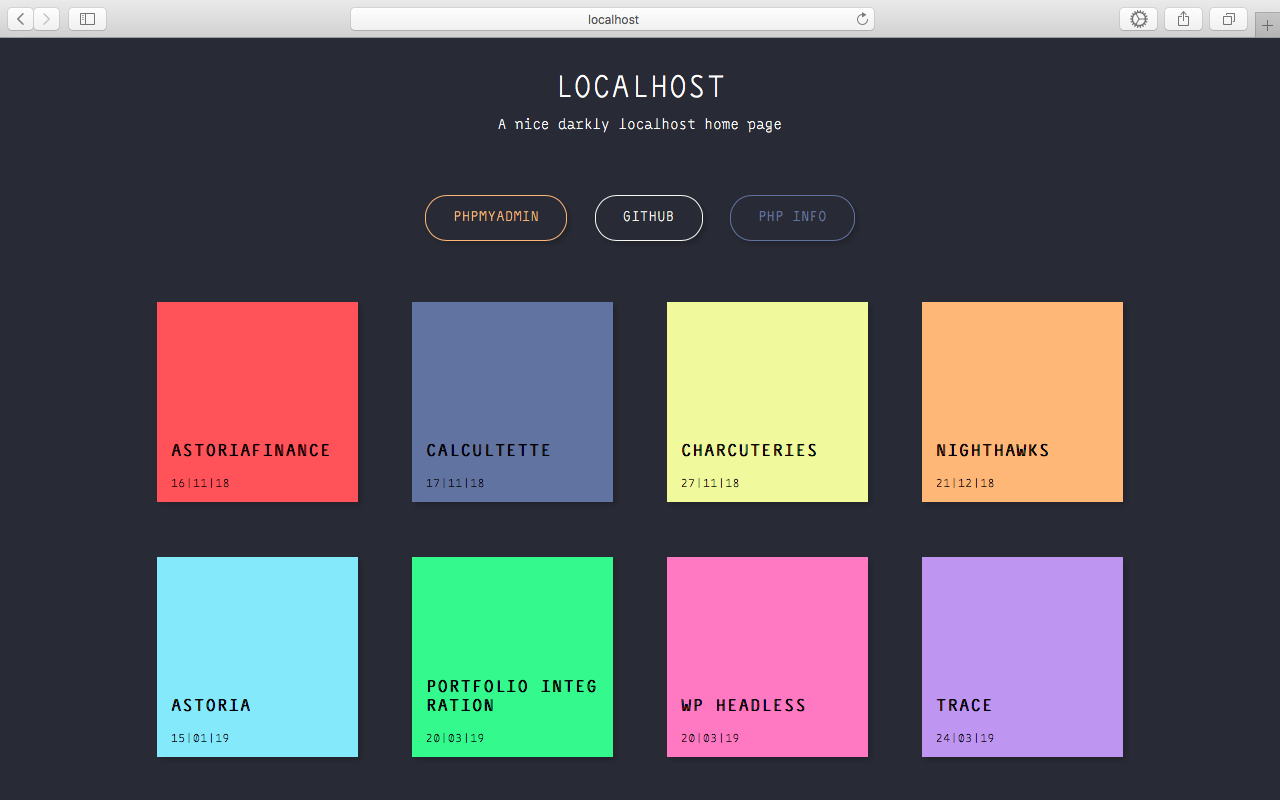 localhost
LOCALHOST
A nice darkly localhost home page
PHPMYADMIN
GITHUB
PHP INFO
ASTORIAFINANCE
16|11|18
CALCULTETTE
17|11|18
CHARCUTERIES
27|11|18
NIGHTHAWKS
21|12|18
ASTORIA
15|01|19
PORTFOLIO INTEG
RATION
20|03|19
WP HEADLESS
20|03|19
TRACE
24|03|19